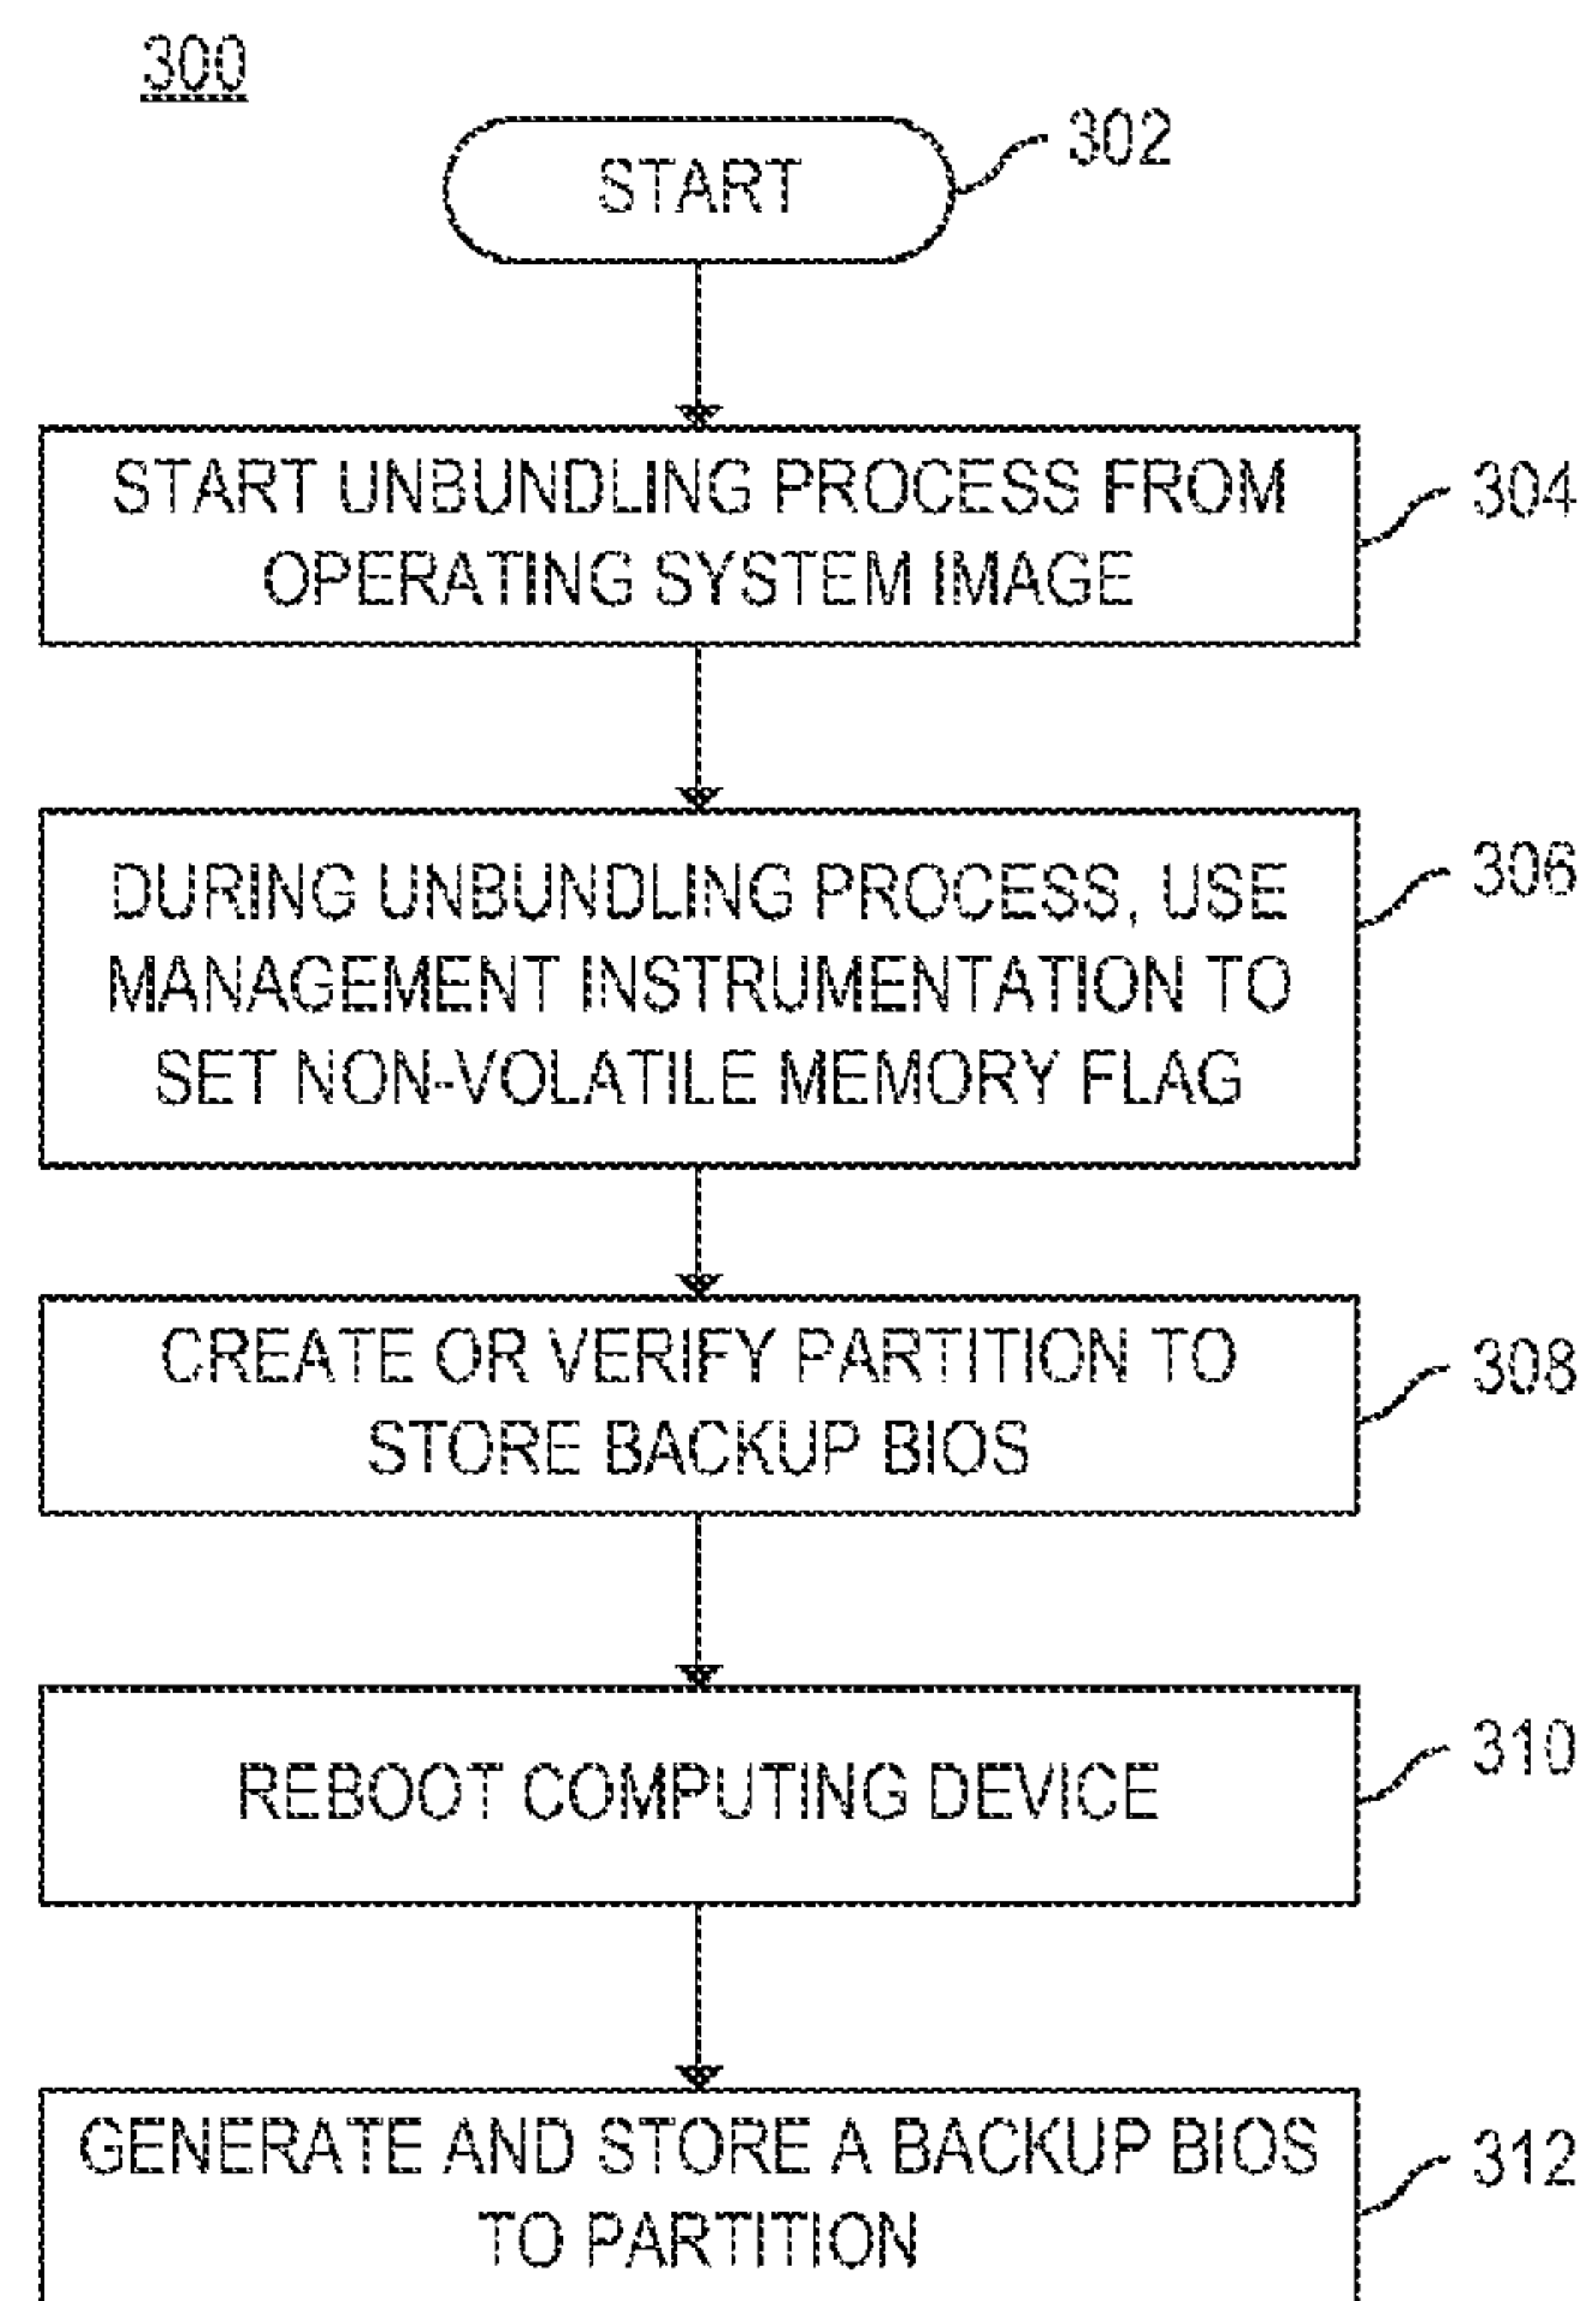 300
302
START
START UNBUNDLING PROCESS FROM
OPERATING SYSTEM IMAGE
304
DURING UNBUNDLING PROCESS, USE
MANAGEMENT INSTRUMENTATION TO
SET NON-VOLATILE MEMORY FLAG
306
CREATE OR VERIFY PARTITION TO
STORE BACKUP BIOS
308
REBOOT COMPUTING DEVICE
310
GENERATE AND STORE A BACKUP BIOS
TO PARTITION
312